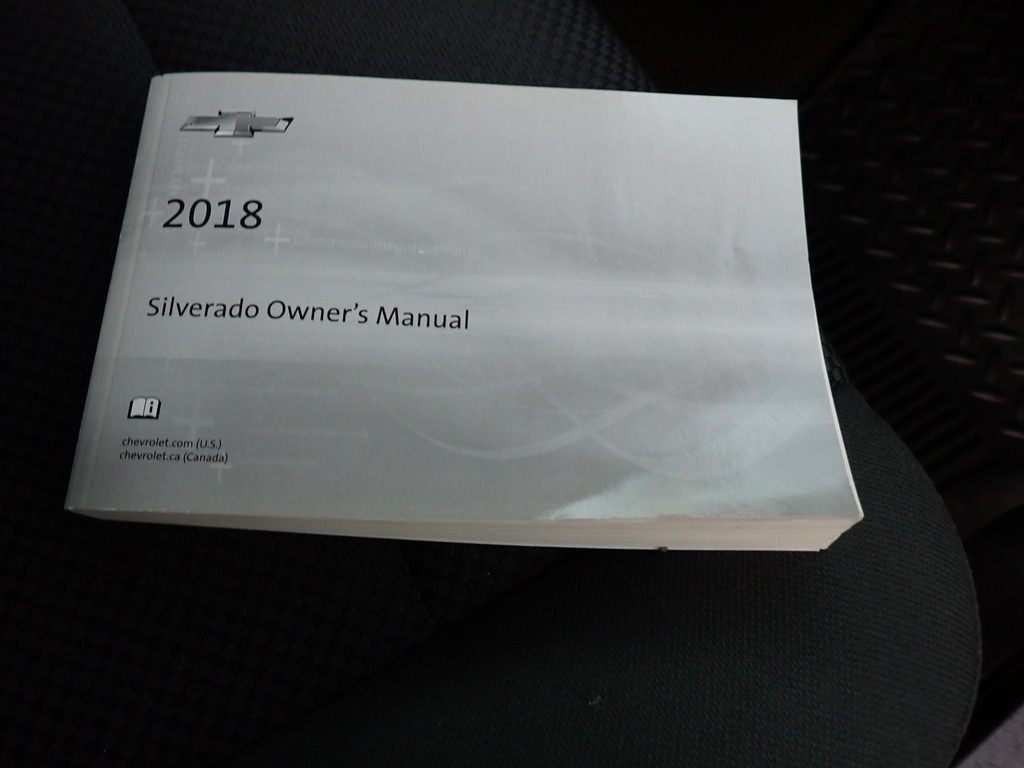 2018
Silverado Owner's Manual
chevrolet.com (U.S.)
chevrolet.ca (Canada)